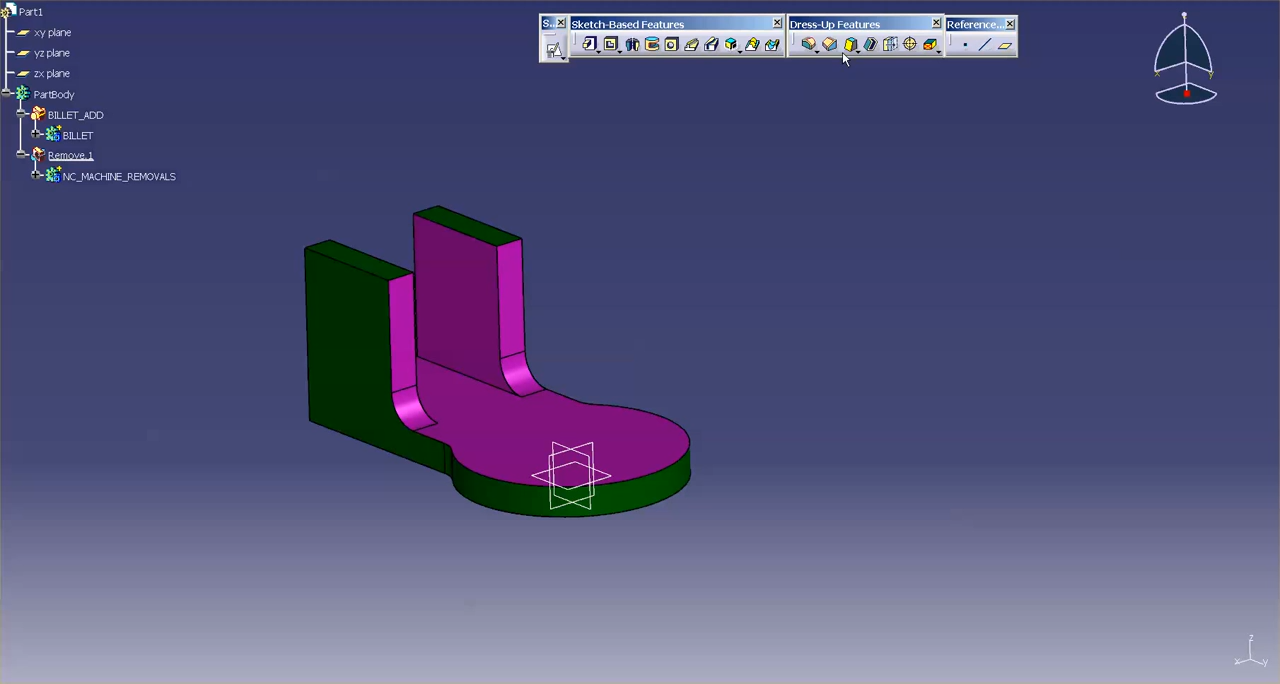 Part1
xy plane
yz plane
zx plane
PartBody
BILLET_ADD
BILLET
Remove.1
NC_MACHINE_REMOVALS
S...
Sketch-Based Features
Dress-Up Features
Reference...
x
y
z
x
y